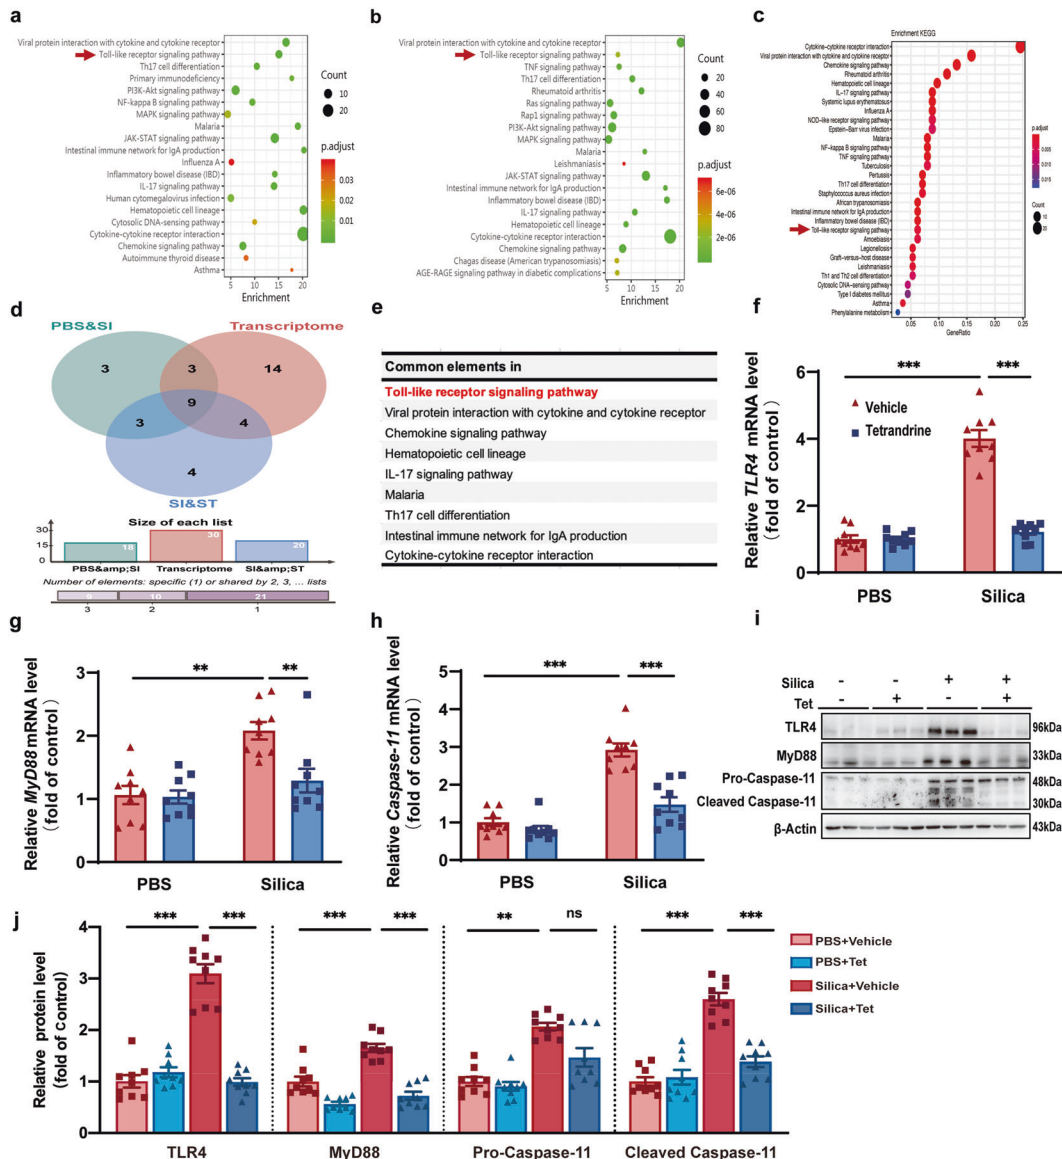 a
Viral protein interaction with cytokine and cytokine receptor
Toll-like receptor signaling pathway
Th17 cell differentiation
Primary immunodeficiency
PI3K-Akt signaling pathway
NF-kappa B signaling pathway
MAPK signaling pathway
Malaria
JAK-STAT signaling pathway
Intestinal immune network for IgA production
Influenza A
Inflammatory bowel disease (IBD)
IL-17 signaling pathway
Human cytomegalovirus infection
Hematopoietic cell lineage
Cytosolic DNA-sensing pathway
Cytokine-cytokine receptor interaction
Chemokine signaling pathway
Autoimmune thyroid disease
Asthma
5 10 15 20
Enrichment
Count
10
20
p.adjust
0.03
0.02
0.01
b
Viral protein interaction with cytokine and cytokine receptor
Toll-like receptor signaling pathway
TNF signaling pathway
Th17 cell differentiation
Rheumatoid arthritis
Ras signaling pathway
Rap1 signaling pathway
PI3K-Akt signaling pathway
MAPK signaling pathway
Malaria
Leishmaniasis
JAK-STAT signaling pathway
Intestinal immune network for IgA production
Inflammatory bowel disease (IBD)
IL-17 signaling pathway
Hematopoietic cell lineage
Cytokine-cytokine receptor interaction
Chemokine signaling pathway
Chagas disease (American trypanosomiasis)
AGE-RAGE signaling pathway in diabetic complications
5 10 15 20
Enrichment
Count
20
40
60
80
p.adjust
6e-06
4e-06
2e-06
c
Enrichment KEGG
Cytokine-cytokine receptor interaction
Viral protein interaction with cytokine and cytokine receptor
Chemokine signaling pathway
Rheumatoid arthritis
Hematopoietic cell lineage
IL-17 signaling pathway
Systemic lupus erythematosus
Influenza A
NOD-like receptor signaling pathway
Epstein-Barr virus infection
Malaria
NF-kappa B signaling pathway
TNF signaling pathway
Tuberculosis
Pertussis
Th17 cell differentiation
Staphylococcus aureus infection
African trypanosomiasis
Intestinal immune network for IgA production
Inflammatory bowel disease (IBD)
Toll-like receptor signaling pathway
Amoebiasis
Legionellosis
Graft-versus-host disease
Leishmaniasis
Th1 and Th2 cell differentiation
Cytosolic DNA-sensing pathway
Type I diabetes mellitus
Asthma
Phenylalanine metabolism
0.05 0.10 0.15 0.20 0.25
GeneRatio
p.adjust
0.005
0.010
0.015
Count
10
20
d
PBS&SI
Transcriptome
3
3
14
9
3
4
4
SI&ST
Size of each list
30
15
0
18
30
20
PBS&amp;SI Transcriptome SI&amp;ST
Number of elements: specific (1) or shared by 2, 3, ... lists
9 10 21
3 2 1
e
Common elements in
Toll-like receptor signaling pathway
Viral protein interaction with cytokine and cytokine receptor
Chemokine signaling pathway
Hematopoietic cell lineage
IL-17 signaling pathway
Malaria
Th17 cell differentiation
Intestinal immune network for IgA production
Cytokine-cytokine receptor interaction
f
Relative TLR4 mRNA level
(fold of control)
6
4
2
0
*** ***
Vehicle
Tetrandrine
PBS Silica
g
Relative MyD88 mRNA level
(fold of control)
3
2
1
0
** **
PBS Silica
h
Relative Caspase-11 mRNA level
(fold of control)
5
4
3
2
1
0
*** ***
PBS Silica
i
Silica - - + +
Tet - + - +
TLR4 96kDa
MyD88 33kDa
Pro-Caspase-11 48kDa
Cleaved Caspase-11 30kDa
β-Actin 43kDa
j
Relative protein level
(fold of control)
4
3
2
1
0
*** *** *** *** ** ns *** ***
TLR4 MyD88 Pro-Caspase-11 Cleaved Caspase-11
PBS+Vehicle
PBS+Tet
Silica+Vehicle
Silica+Tet